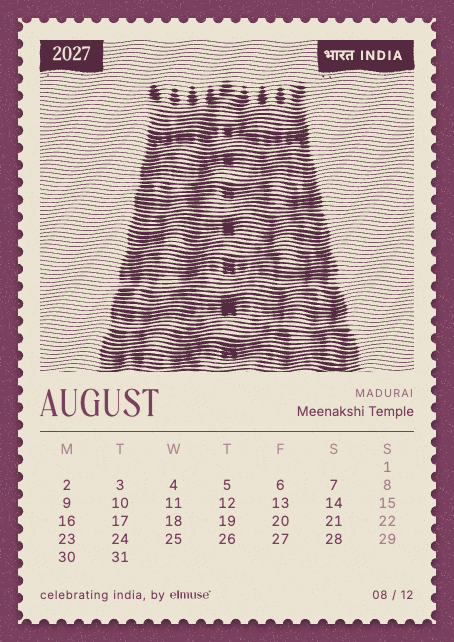 2027
भारत INDIA
AUGUST
MADURAI
Meenakshi Temple
M T W T F S S
1
2 3 4 5 6 7 8
9 10 11 12 13 14 15
16 17 18 19 20 21 22
23 24 25 26 27 28 29
30 31
celebrating india, by elmuse
08 / 12